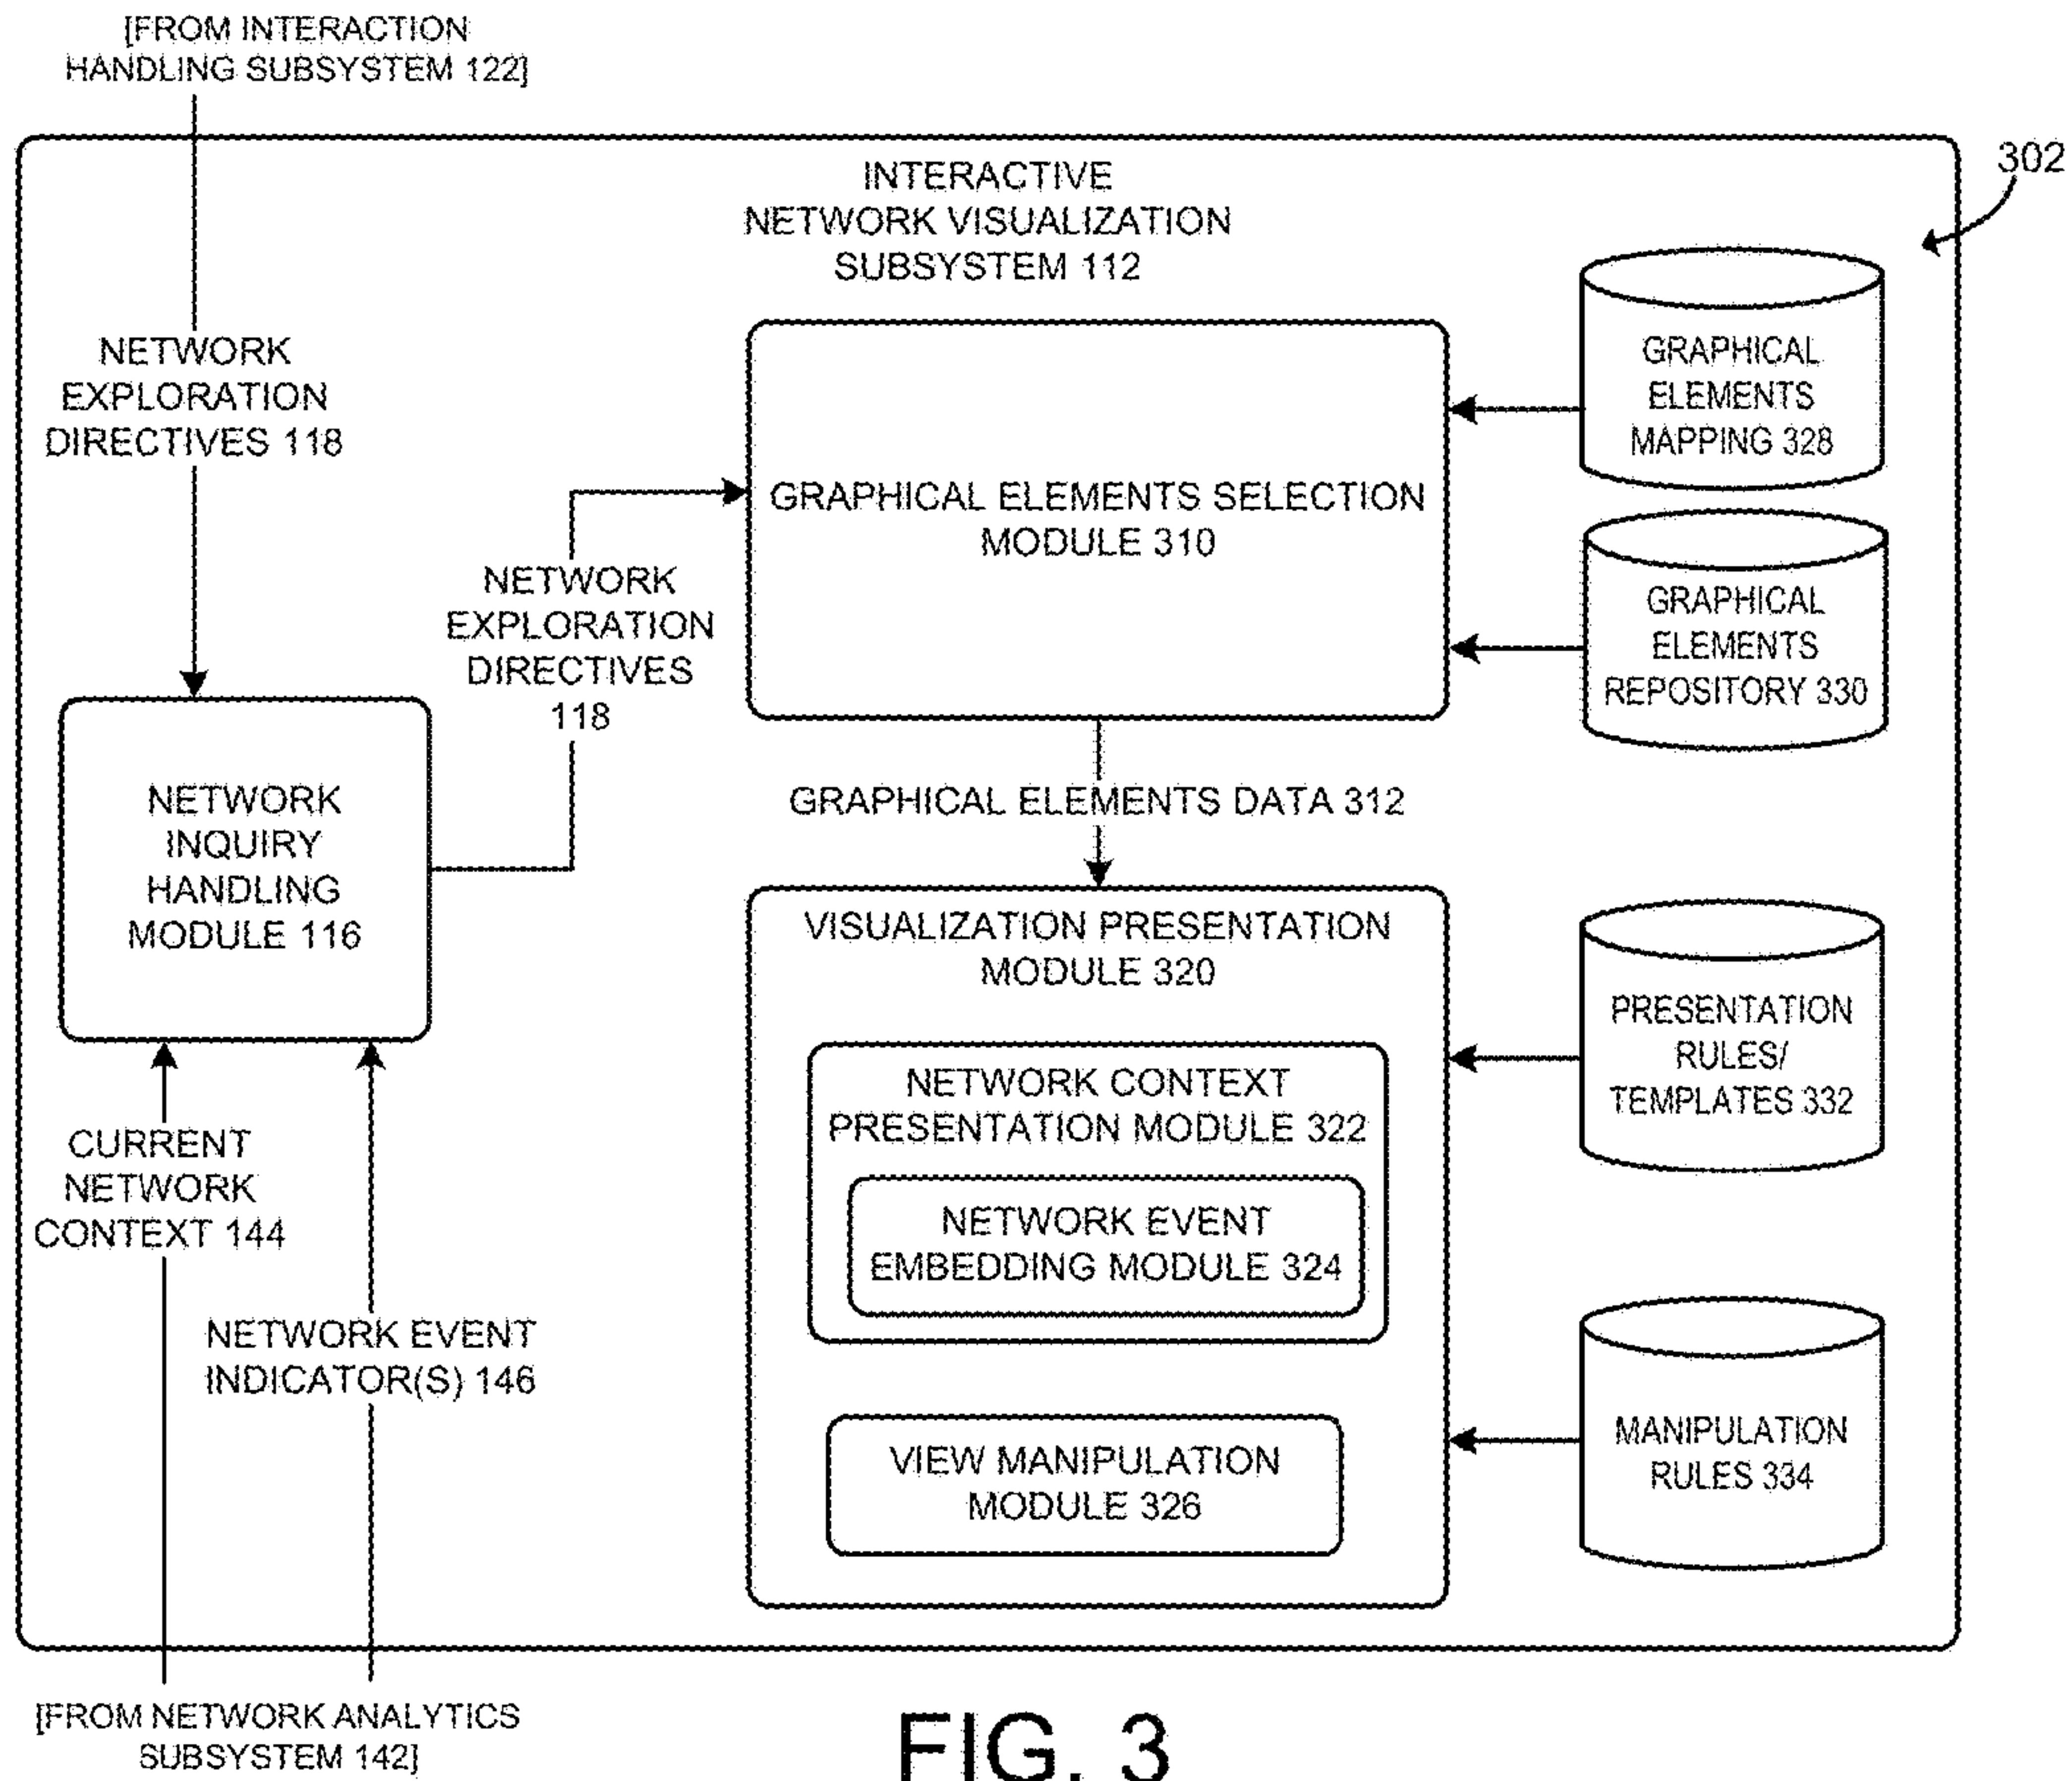 [FROM INTERACTION
HANDLING SUBSYSTEM 122]
302
INTERACTIVE
NETWORK VISUALIZATION
SUBSYSTEM 112
NETWORK
EXPLORATION
DIRECTIVES 118
GRAPHICAL
ELEMENTS
MAPPING 328
GRAPHICAL ELEMENTS SELECTION
MODULE 310
NETWORK
EXPLORATION
DIRECTIVES
118
GRAPHICAL
ELEMENTS
REPOSITORY 330
NETWORK
INQUIRY
HANDLING
MODULE 116
GRAPHICAL ELEMENTS DATA 312
VISUALIZATION PRESENTATION
MODULE 320
PRESENTATION
RULES/
TEMPLATES 332
NETWORK CONTEXT
PRESENTATION MODULE 322
CURRENT
NETWORK
CONTEXT 144
NETWORK EVENT
EMBEDDING MODULE 324
NETWORK EVENT
INDICATOR(S) 146
VIEW MANIPULATION
MODULE 326
MANIPULATION
RULES 334
[FROM NETWORK ANALYTICS
SUBSYSTEM 142]
FIG. 3